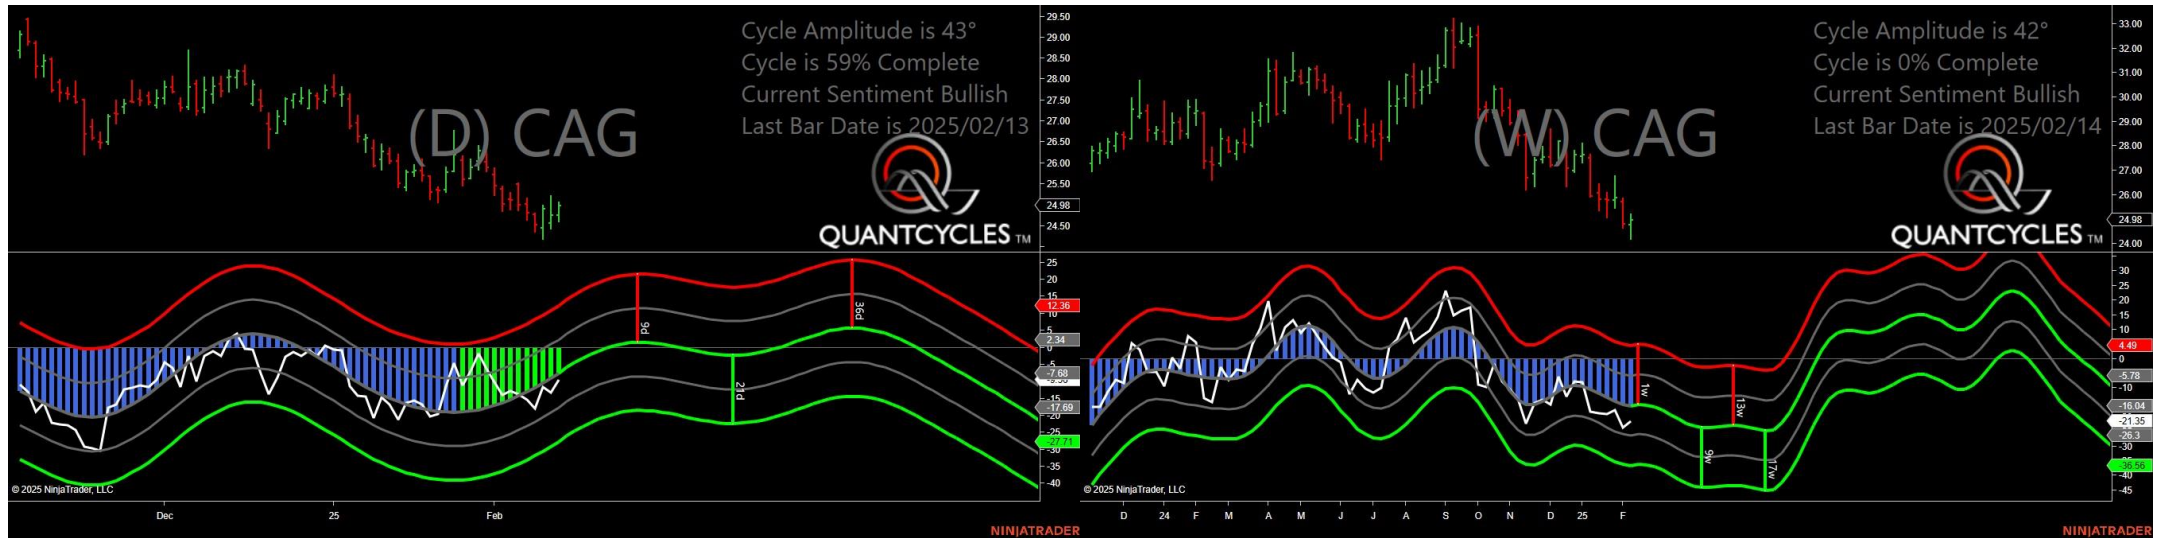 Cycle Amplitude is 43°
Cycle is 59% Complete
Current Sentiment Bullish
Last Bar Date is 2025/02/13
(D) CAG
QUANTCYCLES TM
29.50
29.00
28.50
28.00
27.50
27.00
26.50
26.00
25.50
24.98
24.50
25
20
15
12.36
10
5
2.34
0
-5
-7.68
-15
-17.69
-25
-27.71
-30
-35
-40
9d
21d
36d
© 2025 NinjaTrader, LLC
Dec
25
Feb
NINJATRADER
Cycle Amplitude is 42°
Cycle is 0% Complete
Current Sentiment Bullish
Last Bar Date is 2025/02/14
(W) CAG
QUANTCYCLES TM
33.00
32.00
31.00
30.00
29.00
28.00
27.00
26.00
24.98
24.00
30
20
15
10
4.49
0
-5.78
-10
-16.04
-21.35
-26.3
-30
-36.56
-40
-45
1w
9w
13w
17w
© 2025 NinjaTrader, LLC
D 24 F M A M J J A S O N D 25 F
NINJATRADER